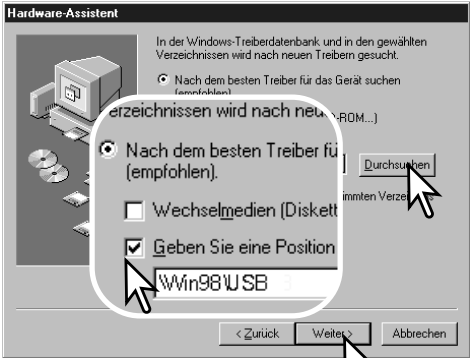 Hardware-Assistent
In der Windows-Treiberdatenbank und in den gewählten
Verzeichnissen wird nach neuen Treibern gesucht.
Nach dem besten Treiber für das Gerät suchen
(empfohlen)
-ROM...)
Durchsuchen
immten
erzeichnissen wird nach neu
Nach dem besten Treiber fü
(empfohlen).
Wechselmedien (Diskett
Geben Sie eine Position
\Win98\USB
< Zurück
Weiter >
Abbrechen